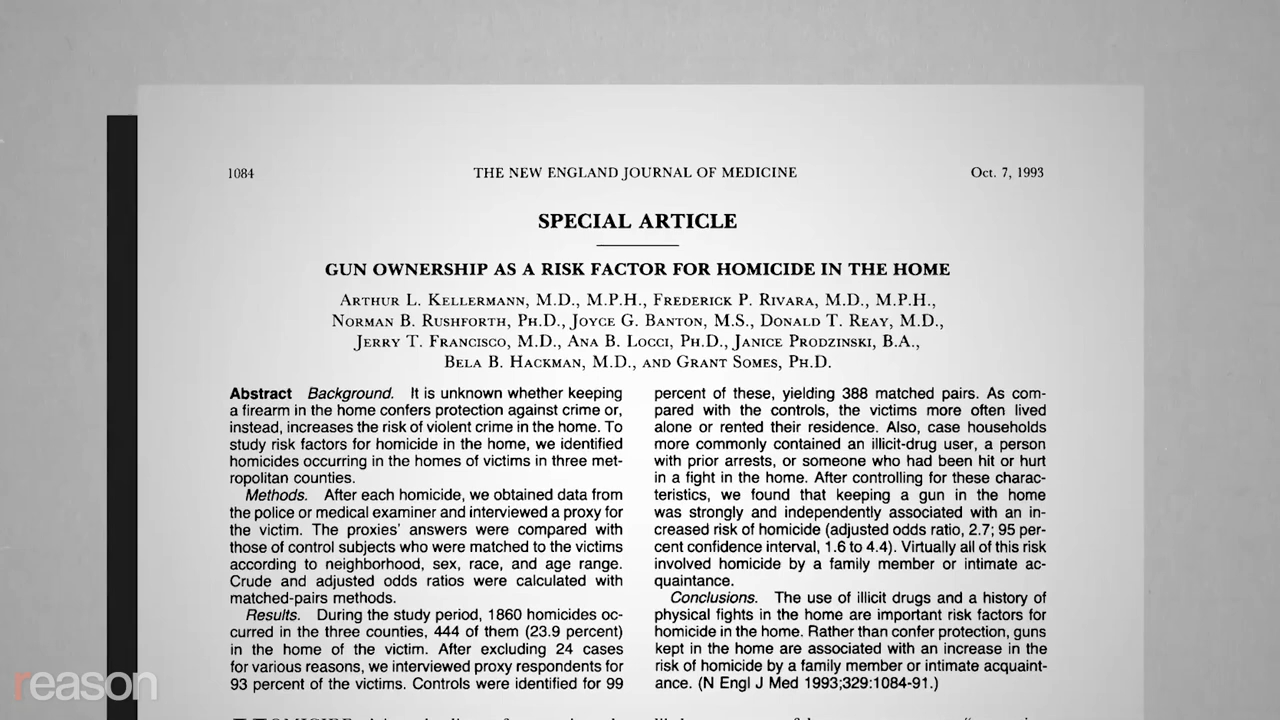 1084
THE NEW ENGLAND JOURNAL OF MEDICINE
Oct. 7, 1993
SPECIAL ARTICLE
GUN OWNERSHIP AS A RISK FACTOR FOR HOMICIDE IN THE HOME
ARTHUR L. KELLERMANN, M.D., M.P.H., FREDERICK P. RIVARA, M.D., M.P.H.,
NORMAN B. RUSHFORTH, PH.D., JOYCE G. BANTON, M.S., DONALD T. REAY, M.D.,
JERRY T. FRANCISCO, M.D., ANA B. LOCCI, PH.D., JANICE PRODZINSKI, B.A.,
BELA B. HACKMAN, M.D., AND GRANT SOMES, PH.D.
Abstract Background. It is unknown whether keeping
a firearm in the home confers protection against crime or,
instead, increases the risk of violent crime in the home. To
study risk factors for homicide in the home, we identified
homicides occurring in the homes of victims in three met-
ropolitan counties.
Methods. After each homicide, we obtained data from
the police or medical examiner and interviewed a proxy for
the victim. The proxies' answers were compared with
those of control subjects who were matched to the victims
according to neighborhood, sex, race, and age range.
Crude and adjusted odds ratios were calculated with
matched-pairs methods.
Results. During the study period, 1860 homicides oc-
curred in the three counties, 444 of them (23.9 percent)
in the home of the victim. After excluding 24 cases
for various reasons, we interviewed proxy respondents for
93 percent of the victims. Controls were identified for 99
percent of these, yielding 388 matched pairs. As com-
pared with the controls, the victims more often lived
alone or rented their residence. Also, case households
more commonly contained an illicit-drug user, a person
with prior arrests, or someone who had been hit or hurt
in a fight in the home. After controlling for these charac-
teristics, we found that keeping a gun in the home
was strongly and independently associated with an in-
creased risk of homicide (adjusted odds ratio, 2.7; 95 per-
cent confidence interval, 1.6 to 4.4). Virtually all of this risk
involved homicide by a family member or intimate ac-
quaintance.
Conclusions. The use of illicit drugs and a history of
physical fights in the home are important risk factors for
homicide in the home. Rather than confer protection, guns
kept in the home are associated with an increase in the
risk of homicide by a family member or intimate acquaint-
ance. (N Engl J Med 1993;329:1084-91.)
reason